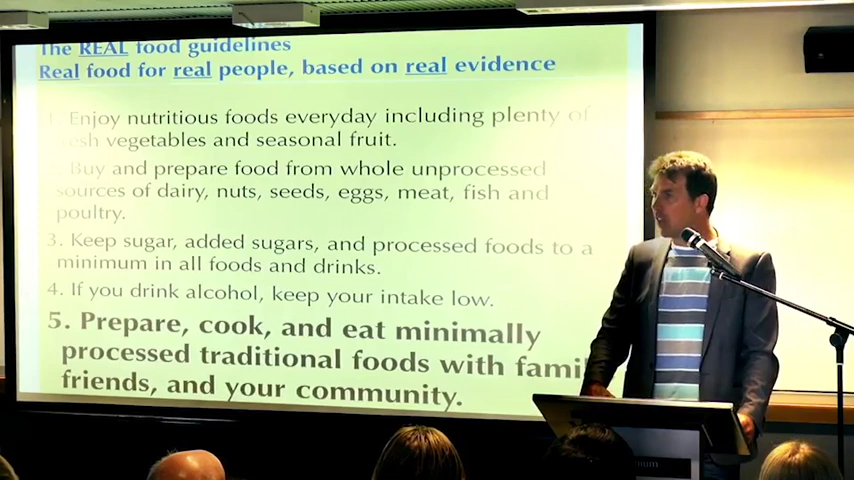 The REAL food guidelines
Real food for real people, based on real evidence
Enjoy nutritious foods everyday including plenty of
vegetables and seasonal fruit.
Buy and prepare food from whole unprocessed
sources of dairy, nuts, seeds, eggs, meat, fish and
poultry.
3. Keep sugar, added sugars, and processed foods to a
minimum in all foods and drinks.
4. If you drink alcohol, keep your intake low.
5. Prepare, cook, and eat minimally
processed traditional foods with
friends, and your community.